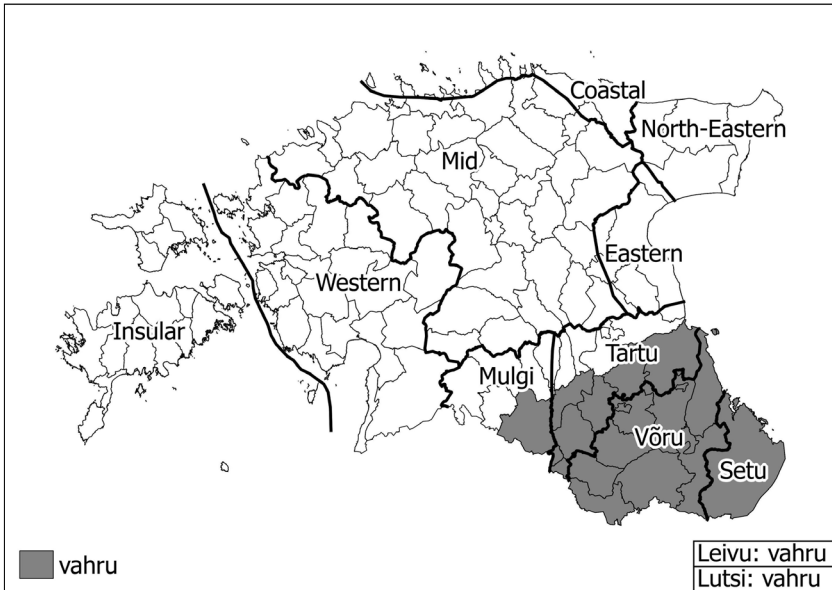 Coastal
North-Eastern
Mid
Eastern
Western
Insular
Tartu
Mulgi
Võru
Setu
vahru
Leivu: vahru
Lutsi: vahru